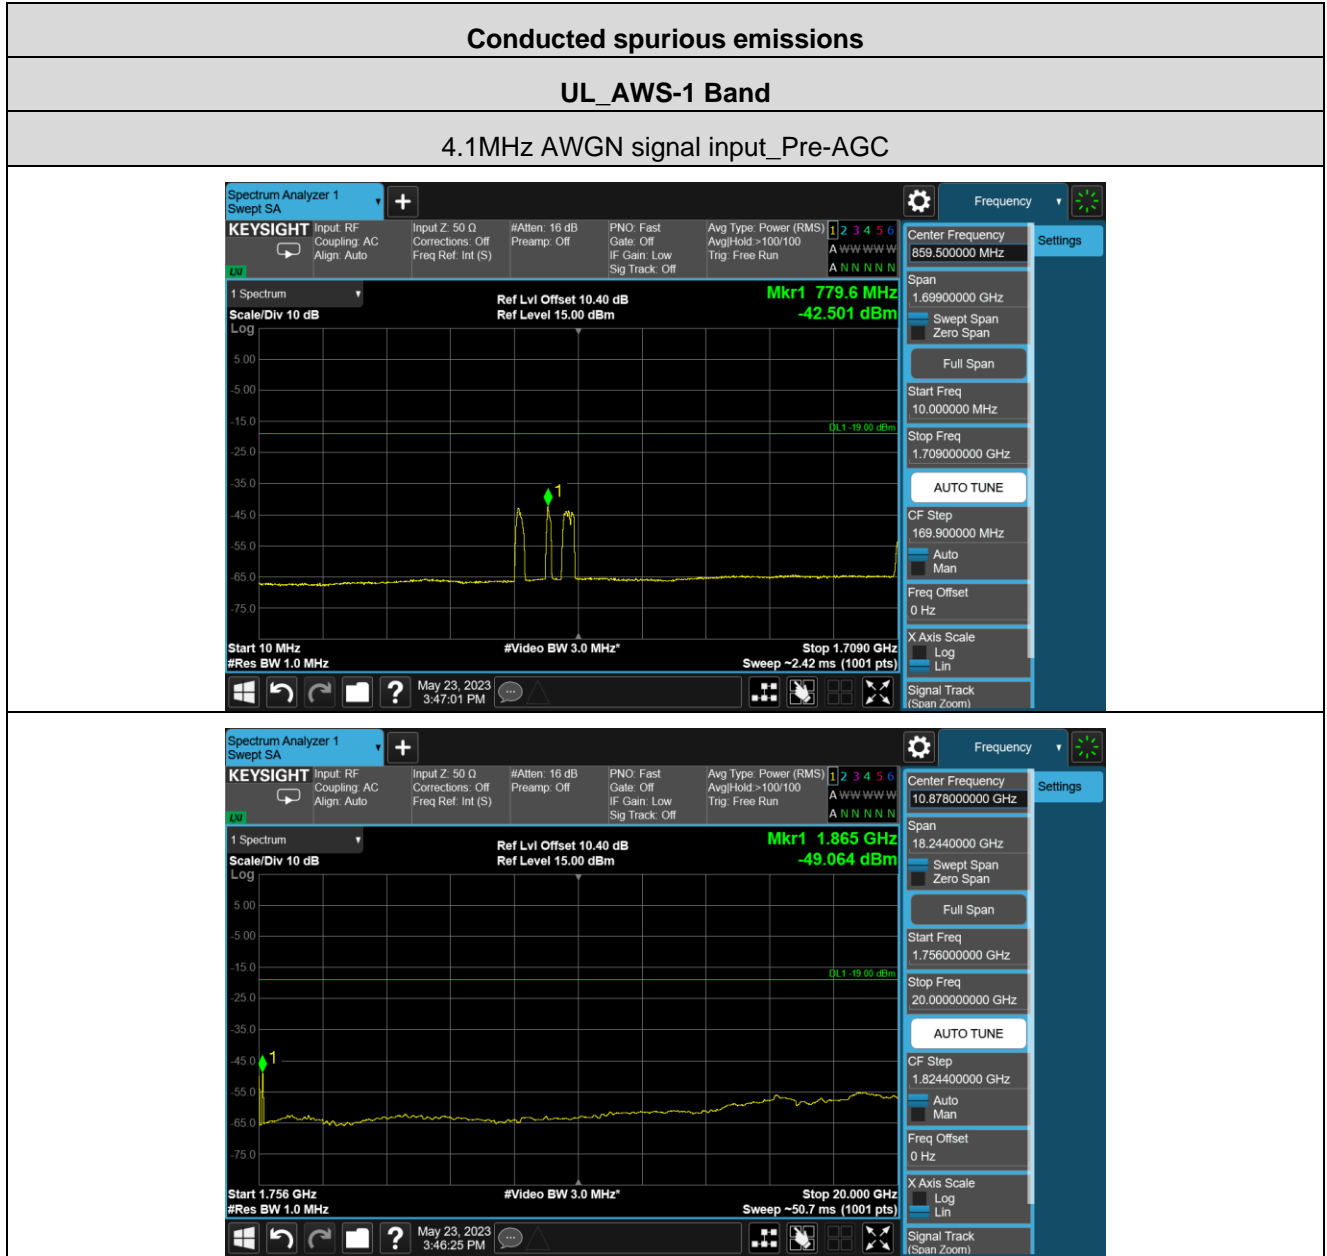 Conducted spurious emissions
UL_AWS-1 Band
4.1MHz AWGN signal input_Pre-AGC
Spectrum Analyzer 1
Swept SA
+
Frequency
KEYSIGHT
Input: RF
Coupling: AC
Align: Auto
Input Z: 50 Ω
Corrections: Off
Freq Ref: Int (S)
#Atten: 16 dB
Preamp: Off
PNO: Fast
Gate: Off
IF Gain: Low
Sig Track: Off
Avg Type: Power (RMS)
Avg|Hold:>100/100
Trig: Free Run
1 2 3 4 5 6
A W W W W W
A N N N N N
LXI
Center Frequency
859.500000 MHz
Settings
1 Spectrum
Scale/Div 10 dB
Ref Lvl Offset 10.40 dB
Ref Level 15.00 dBm
Mkr1 779.6 MHz
-42.501 dBm
Log
5.00
-5.00
-15.0
-25.0
-35.0
-45.0
-55.0
-65.0
-75.0
DL1 -19.00 dBm
1
Start 10 MHz
#Res BW 1.0 MHz
#Video BW 3.0 MHz*
Stop 1.7090 GHz
Sweep ~2.42 ms (1001 pts)
Span
1.69900000 GHz
Swept Span
Zero Span
Full Span
Start Freq
10.000000 MHz
Stop Freq
1.709000000 GHz
AUTO TUNE
CF Step
169.900000 MHz
Auto
Man
Freq Offset
0 Hz
X Axis Scale
Log
Lin
Signal Track
(Span Zoom)
?
May 23, 2023
3:47:01 PM
Spectrum Analyzer 1
Swept SA
+
Frequency
KEYSIGHT
Input: RF
Coupling: AC
Align: Auto
Input Z: 50 Ω
Corrections: Off
Freq Ref: Int (S)
#Atten: 16 dB
Preamp: Off
PNO: Fast
Gate: Off
IF Gain: Low
Sig Track: Off
Avg Type: Power (RMS)
Avg|Hold:>100/100
Trig: Free Run
1 2 3 4 5 6
A W W W W W
A N N N N N
LXI
Center Frequency
10.878000000 GHz
Settings
1 Spectrum
Scale/Div 10 dB
Ref Lvl Offset 10.40 dB
Ref Level 15.00 dBm
Mkr1 1.865 GHz
-49.064 dBm
Log
5.00
-5.00
-15.0
-25.0
-35.0
-45.0
-55.0
-65.0
-75.0
DL1 -19.00 dBm
1
Start 1.756 GHz
#Res BW 1.0 MHz
#Video BW 3.0 MHz*
Stop 20.000 GHz
Sweep ~50.7 ms (1001 pts)
Span
18.2440000 GHz
Swept Span
Zero Span
Full Span
Start Freq
1.756000000 GHz
Stop Freq
20.000000000 GHz
AUTO TUNE
CF Step
1.824400000 GHz
Auto
Man
Freq Offset
0 Hz
X Axis Scale
Log
Lin
Signal Track
(Span Zoom)
?
May 23, 2023
3:46:25 PM